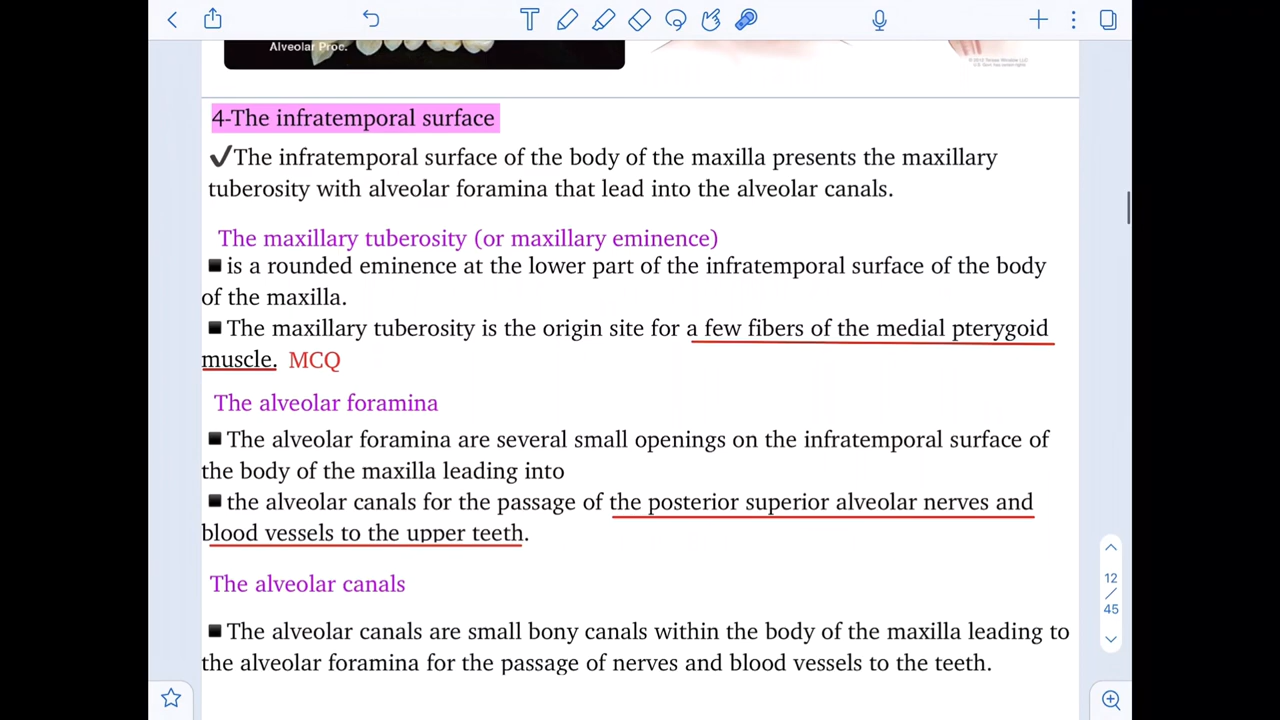 Alveolar Proc.
4-The infratemporal surface
✔The infratemporal surface of the body of the maxilla presents the maxillary
tuberosity with alveolar foramina that lead into the alveolar canals.
The maxillary tuberosity (or maxillary eminence)
▪is a rounded eminence at the lower part of the infratemporal surface of the body
of the maxilla.
▪The maxillary tuberosity is the origin site for a few fibers of the medial pterygoid
muscle. MCQ
The alveolar foramina
▪The alveolar foramina are several small openings on the infratemporal surface of
the body of the maxilla leading into
▪the alveolar canals for the passage of the posterior superior alveolar nerves and
blood vessels to the upper teeth.
The alveolar canals
▪The alveolar canals are small bony canals within the body of the maxilla leading to
the alveolar foramina for the passage of nerves and blood vessels to the teeth.
12
/
45